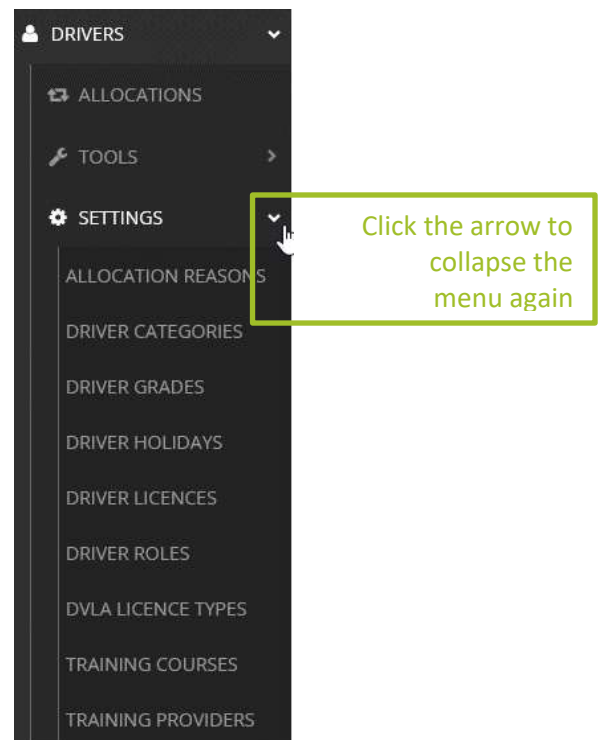 DRIVERS
ALLOCATIONS
TOOLS
SETTINGS
Click the arrow to
collapse the
menu again
ALLOCATION REASONS
DRIVER CATEGORIES
DRIVER GRADES
DRIVER HOLIDAYS
DRIVER LICENCES
DRIVER ROLES
DVLA LICENCE TYPES
TRAINING COURSES
TRAINING PROVIDERS